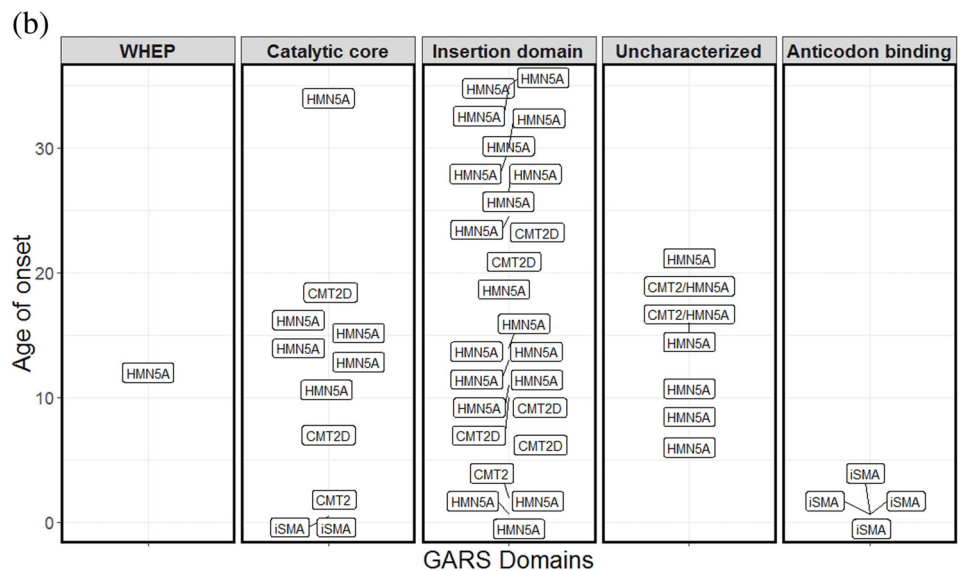 (b)
WHEP
Catalytic core
Insertion domain
Uncharacterized
Anticodon binding
Age of onset
30
20
10
0
HMN5A
HMN5A
CMT2D
HMN5A
HMN5A
HMN5A
HMN5A
HMN5A
CMT2D
CMT2
iSMA
iSMA
HMN5A
HMN5A
HMN5A
HMN5A
HMN5A
HMN5A
HMN5A
HMN5A
HMN5A
CMT2D
CMT2D
HMN5A
HMN5A
HMN5A
HMN5A
HMN5A
HMN5A
HMN5A
CMT2D
CMT2D
CMT2D
CMT2
HMN5A
HMN5A
HMN5A
HMN5A
CMT2/HMN5A
CMT2/HMN5A
HMN5A
HMN5A
HMN5A
HMN5A
iSMA
iSMA
iSMA
iSMA
GARS Domains